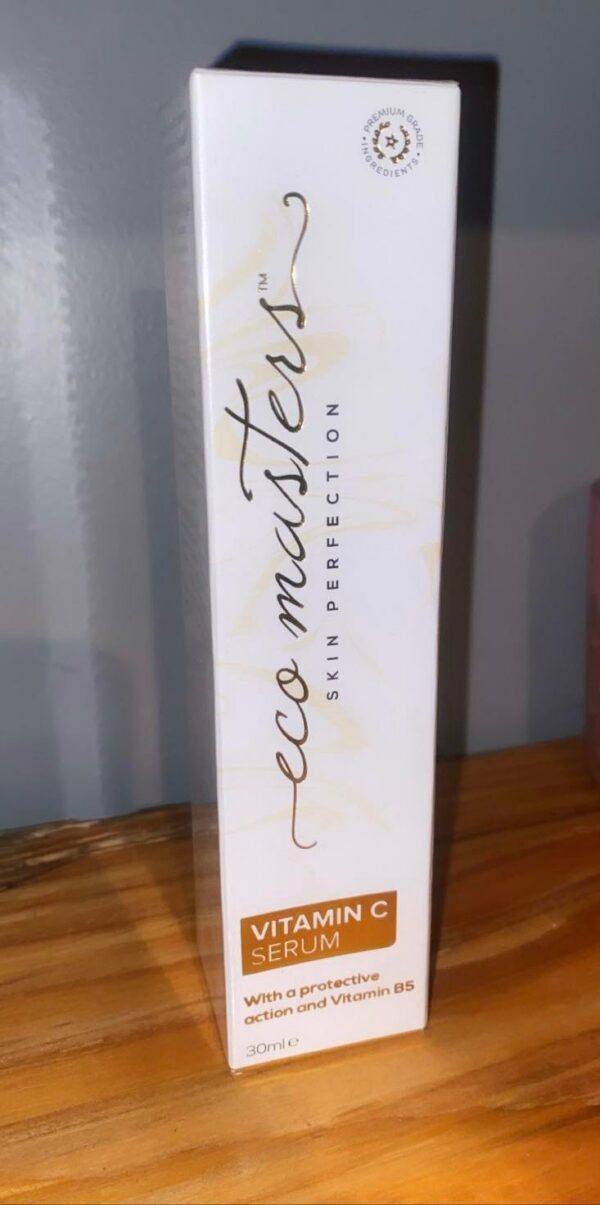 PREMIUM GRADE
INGREDIENTS
eco masters™
SKIN PERFECTION
VITAMIN C
SERUM
With a protective
action and Vitamin B5
30ml e